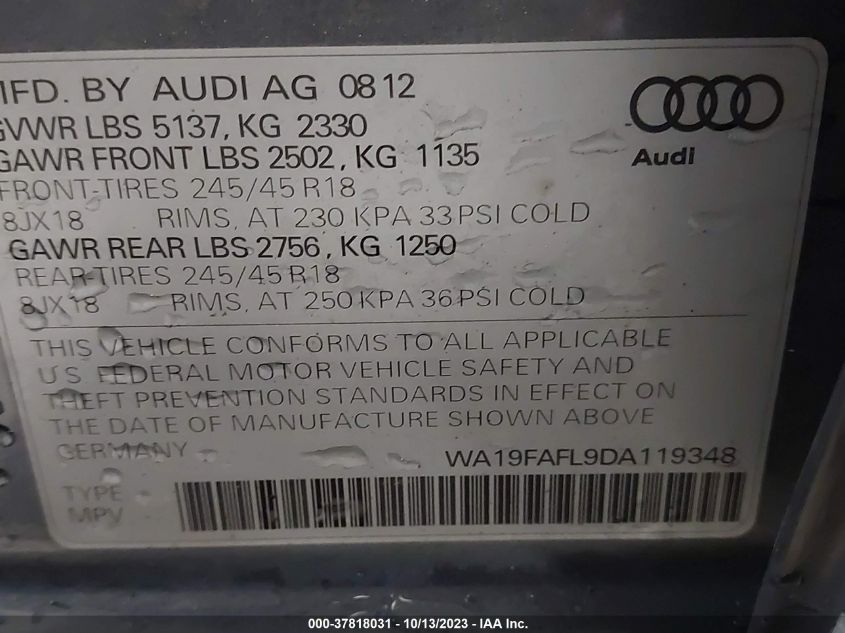 MFD. BY AUDI AG 0812
GVWR LBS 5137, KG 2330
GAWR FRONT LBS 2502, KG 1135
FRONT-TIRES 245/45 R18
8JX18 RIMS, AT 230 KPA 33 PSI COLD
GAWR REAR LBS 2756, KG 1250
REAR-TIRES 245/45 R18
8JX18 RIMS, AT 250 KPA 36 PSI COLD
Audi
THIS VEHICLE CONFORMS TO ALL APPLICABLE
U.S. FEDERAL MOTOR VEHICLE SAFETY AND
THEFT PREVENTION STANDARDS IN EFFECT ON
THE DATE OF MANUFACTURE SHOWN ABOVE
GERMANY WA19FAFL9DA119348
TYPE
MPV
000-37818031 - 10/13/2023 - IAA Inc.